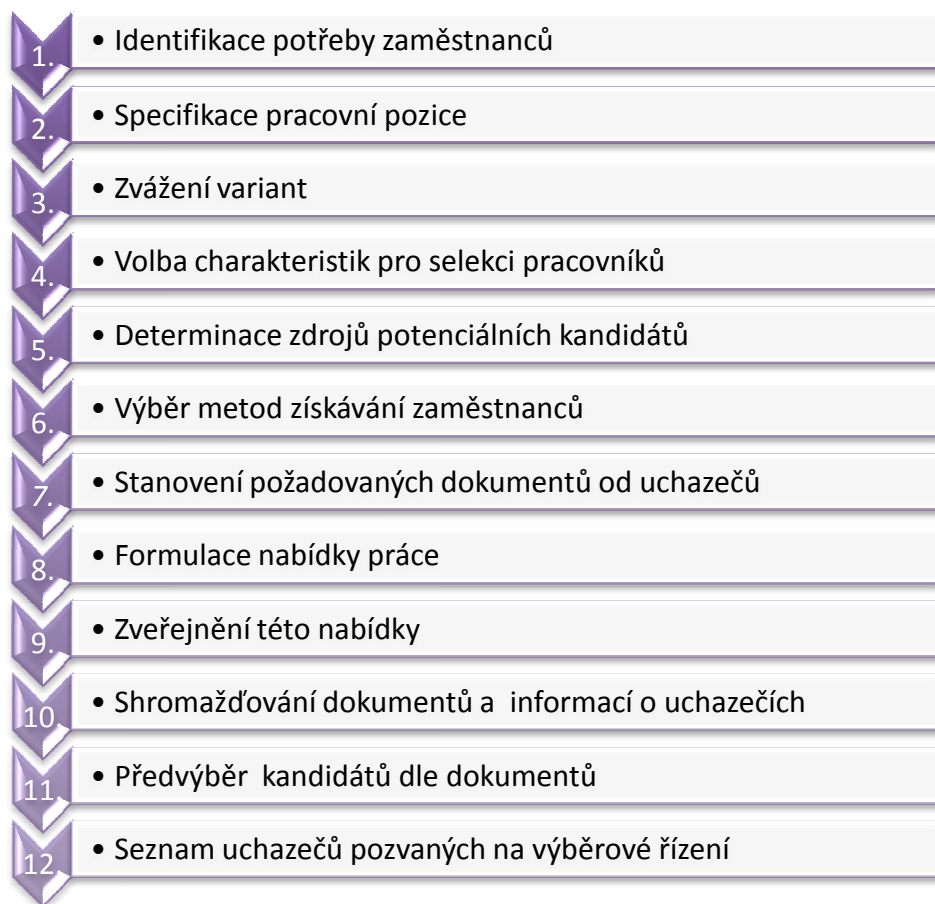 1. • Identifikace potřeby zaměstnanců
2. • Specifikace pracovní pozice
3. • Zvážení variant
4. • Volba charakteristik pro selekci pracovníků
5. • Determinace zdrojů potenciálních kandidátů
6. • Výběr metod získávání zaměstnanců
7. • Stanovení požadovaných dokumentů od uchazečů
8. • Formulace nabídky práce
9. • Zveřejnění této nabídky
10. • Shromažďování dokumentů a  informací o uchazečích
11. • Předvýběr  kandidátů dle dokumentů
12. • Seznam uchazečů pozvaných na výběrové řízení